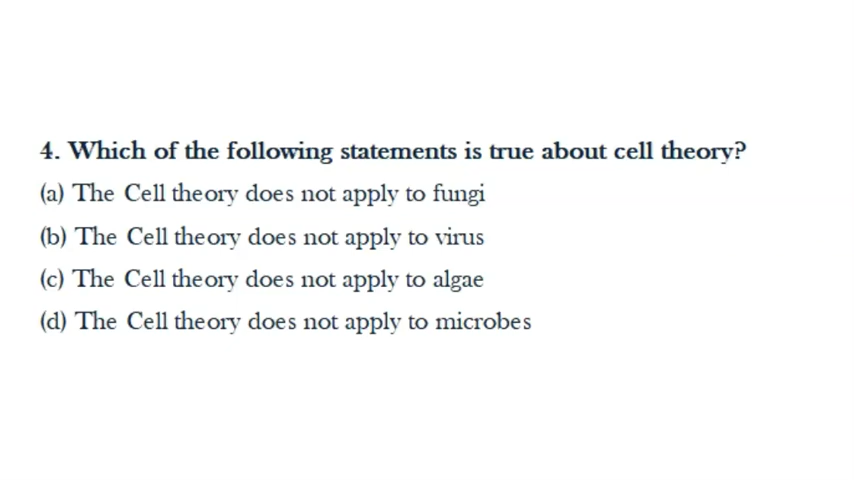 4. Which of the following statements is true about cell theory?
(a) The Cell theory does not apply to fungi
(b) The Cell theory does not apply to virus
(c) The Cell theory does not apply to algae
(d) The Cell theory does not apply to microbes